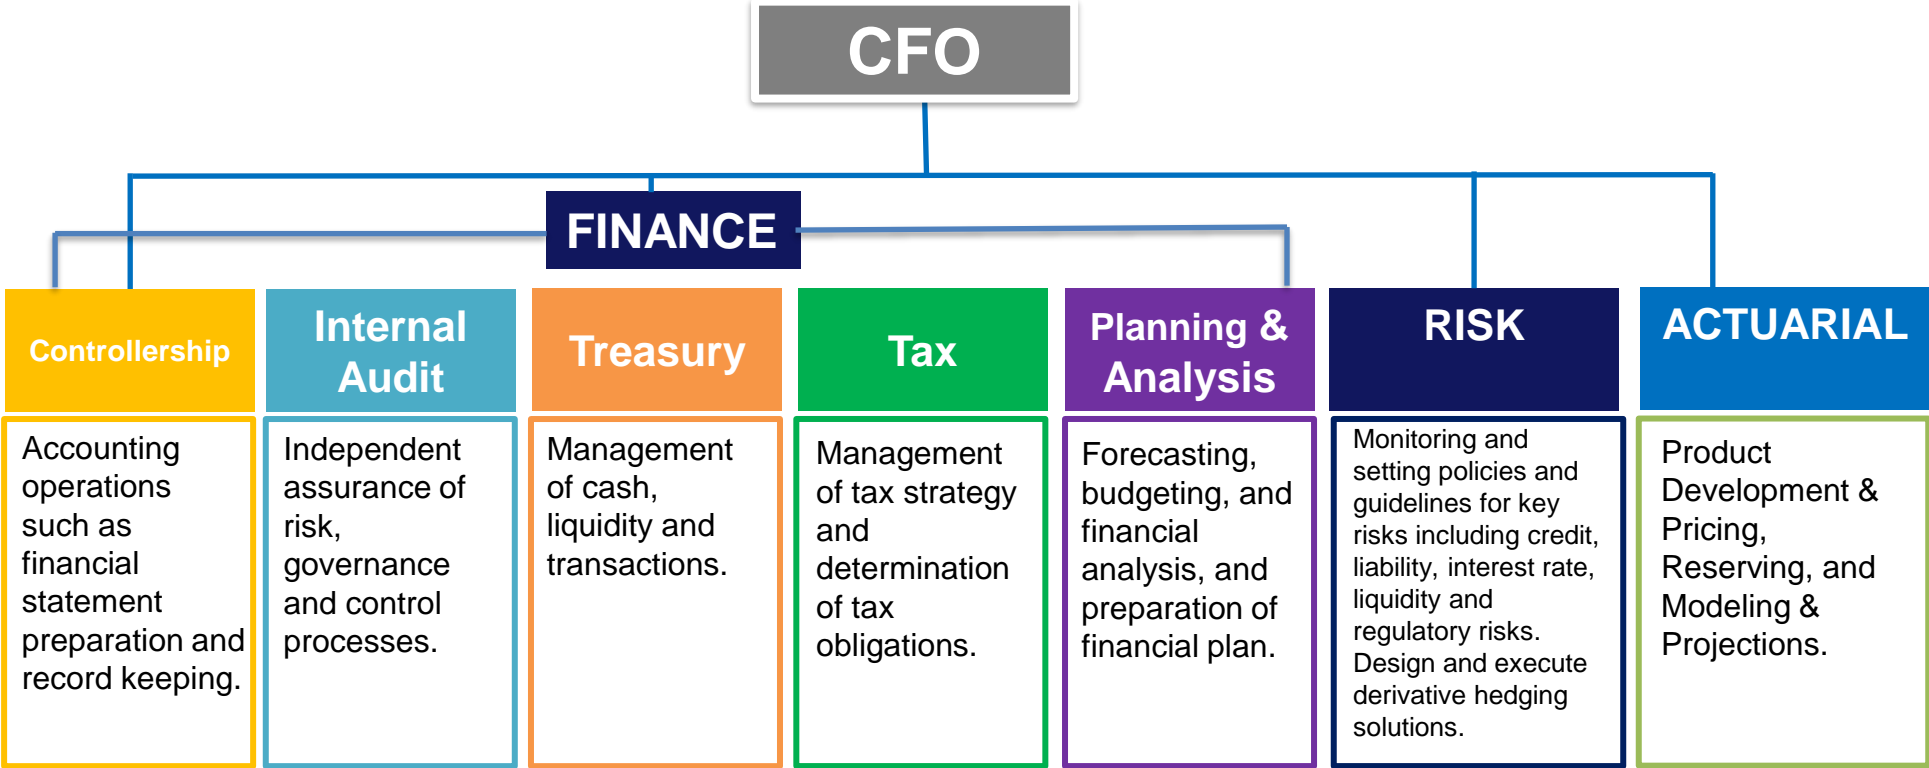 CFO
FINANCE
Controllership
Internal
Audit
Treasury
Tax
Planning &
Analysis
RISK
ACTUARIAL
Accounting
operations
such as
financial
statement
preparation and
record keeping.
Independent
assurance of
risk,
governance
and control
processes.
Management
of cash,
liquidity and
transactions.
Management
of tax strategy
and
determination
of tax
obligations.
Forecasting,
budgeting, and
financial
analysis, and
preparation of
financial plan.
Monitoring and
setting policies and
guidelines for key
risks including credit,
liability, interest rate,
liquidity and
regulatory risks.
Design and execute
derivative hedging
solutions.
Product
Development &
Pricing,
Reserving, and
Modeling &
Projections.